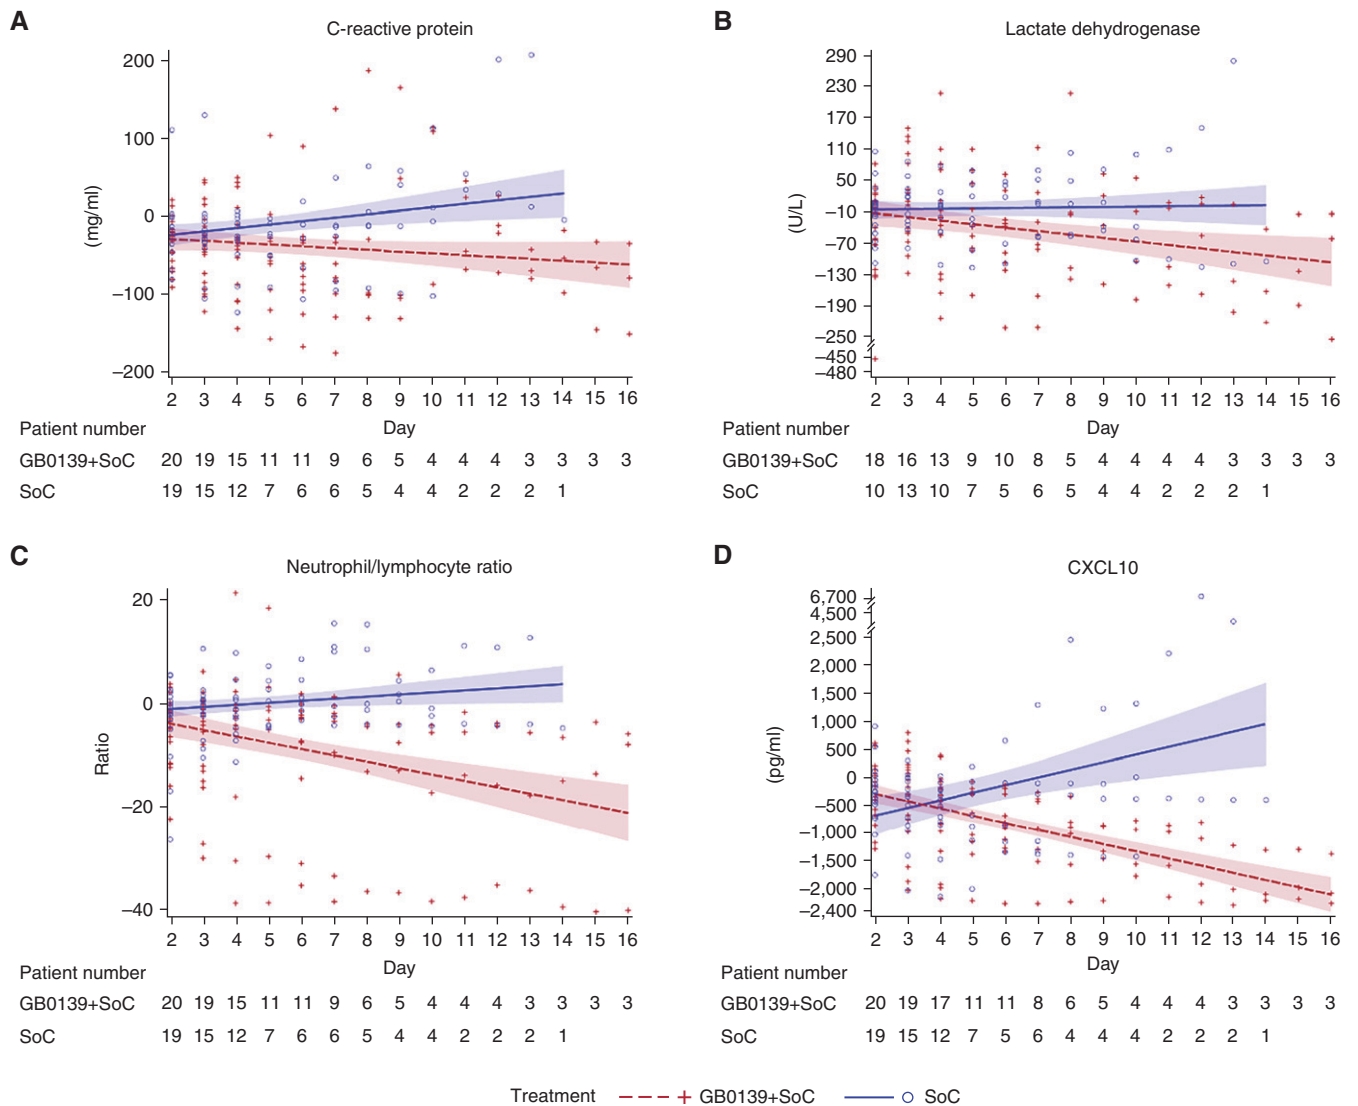 A
C-reactive protein
200
100
0
–100
–200
(mg/ml)
2 3 4 5 6 7 8 9 10 11 12 13 14 15 16
Patient number
Day
GB0139+SoC 20 19 15 11 11 9 6 5 4 4 4 3 3 3 3
SoC 19 15 12 7 6 6 5 4 4 2 2 2 1
B
Lactate dehydrogenase
290
230
170
110
50
–10
–70
–130
–190
–250
–450
–480
(U/L)
2 3 4 5 6 7 8 9 10 11 12 13 14 15 16
Patient number
Day
GB0139+SoC 18 16 13 9 10 8 5 4 4 4 4 3 3 3 3
SoC 10 13 10 7 5 6 5 4 4 2 2 2 1
C
Neutrophil/lymphocyte ratio
20
0
–20
–40
Ratio
2 3 4 5 6 7 8 9 10 11 12 13 14 15 16
Patient number
Day
GB0139+SoC 20 19 15 11 11 9 6 5 4 4 4 3 3 3 3
SoC 19 15 12 7 6 6 5 4 4 2 2 2 1
D
CXCL10
6,700
4,500
2,500
2,000
1,500
1,000
500
0
–500
–1,000
–1,500
–2,000
–2,400
(pg/ml)
2 3 4 5 6 7 8 9 10 11 12 13 14 15 16
Patient number
Day
GB0139+SoC 20 19 17 11 11 8 6 5 4 4 4 3 3 3 3
SoC 19 15 12 7 5 6 4 4 4 2 2 2 1
Treatment GB0139+SoC SoC